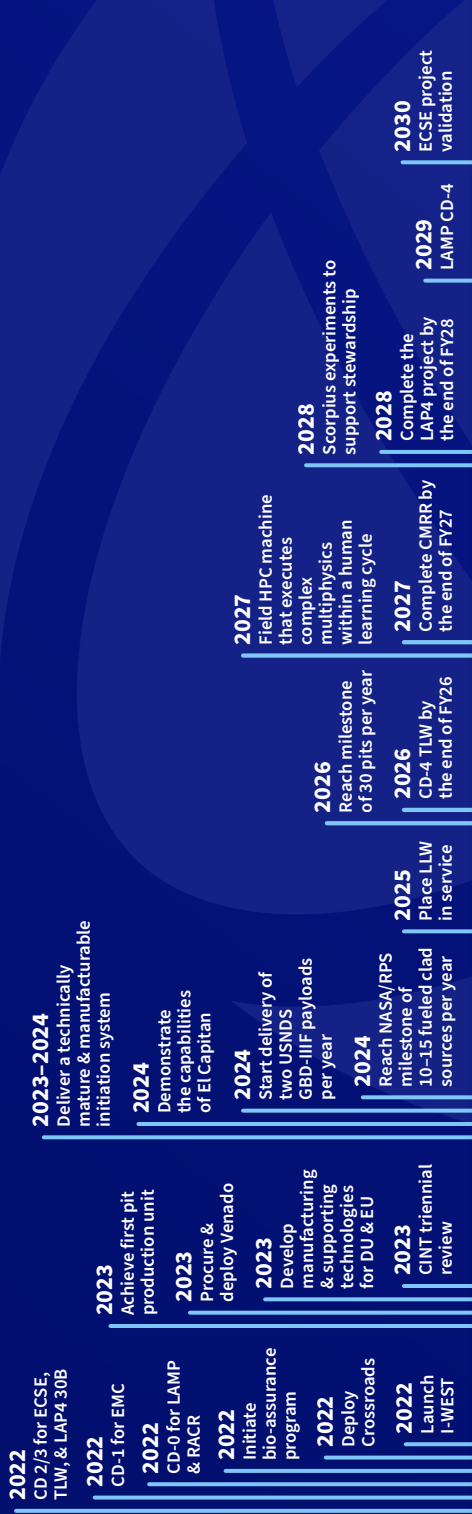 2022
CD 2/3 for ECSE,
TLW, & LAP4 30B
2022
CD-1 for EMC
2022
CD-0 for LAMP
& RACR
2022
Initiate
bio-assurance
program
2022
Deploy
Crossroads
2022
Launch
I-WEST
2023
Achieve first pit
production unit
2023
Procure &
deploy Venado
2023
Develop
manufacturing
& supporting
technologies
for DU & EU
2023
CINT triennial
review
2023–2024
Deliver a technically
mature & manufacturable
initiation system
2024
Demonstrate
the capabilities
of El Capitan
2024
Start delivery of
two USNDS
GBD-IIIF payloads
per year
2024
Reach NASA/RPS
milestone of
10–15 fueled clad
sources per year
2025
Place LLW
in service
2026
Reach milestone
of 30 pits per year
2026
CD-4 TLW by
the end of FY26
2027
Field HPC machine
that executes
complex
multiphysics
within a human
learning cycle
2027
Complete CMRR by
the end of FY27
2028
Scorpius experiments to
support stewardship
2028
Complete the
LAP4 project by
the end of FY28
2029
LAMP CD-4
2030
ECSE project
validation